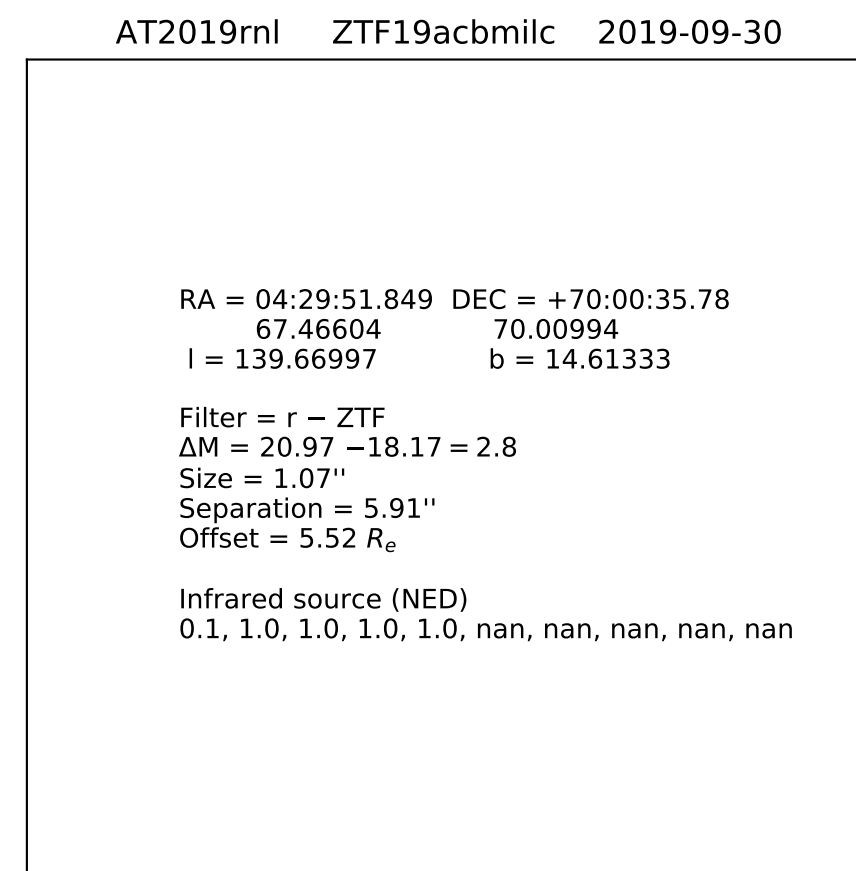 AT2019rnl ZTF19acbmilc 2019-09-30
RA = 04:29:51.849 DEC = +70:00:35.78
67.46604 70.00994
l = 139.66997 b = 14.61333
Filter = r − ZTF
ΔM = 20.97 −18.17 = 2.8
Size = 1.07''
Separation = 5.91''
Offset = 5.52 Re
Infrared source (NED)
0.1, 1.0, 1.0, 1.0, 1.0, nan, nan, nan, nan, nan